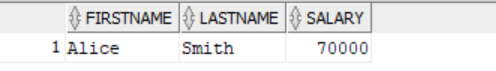 FIRSTNAME LASTNAME SALARY
1 Alice Smith 70000